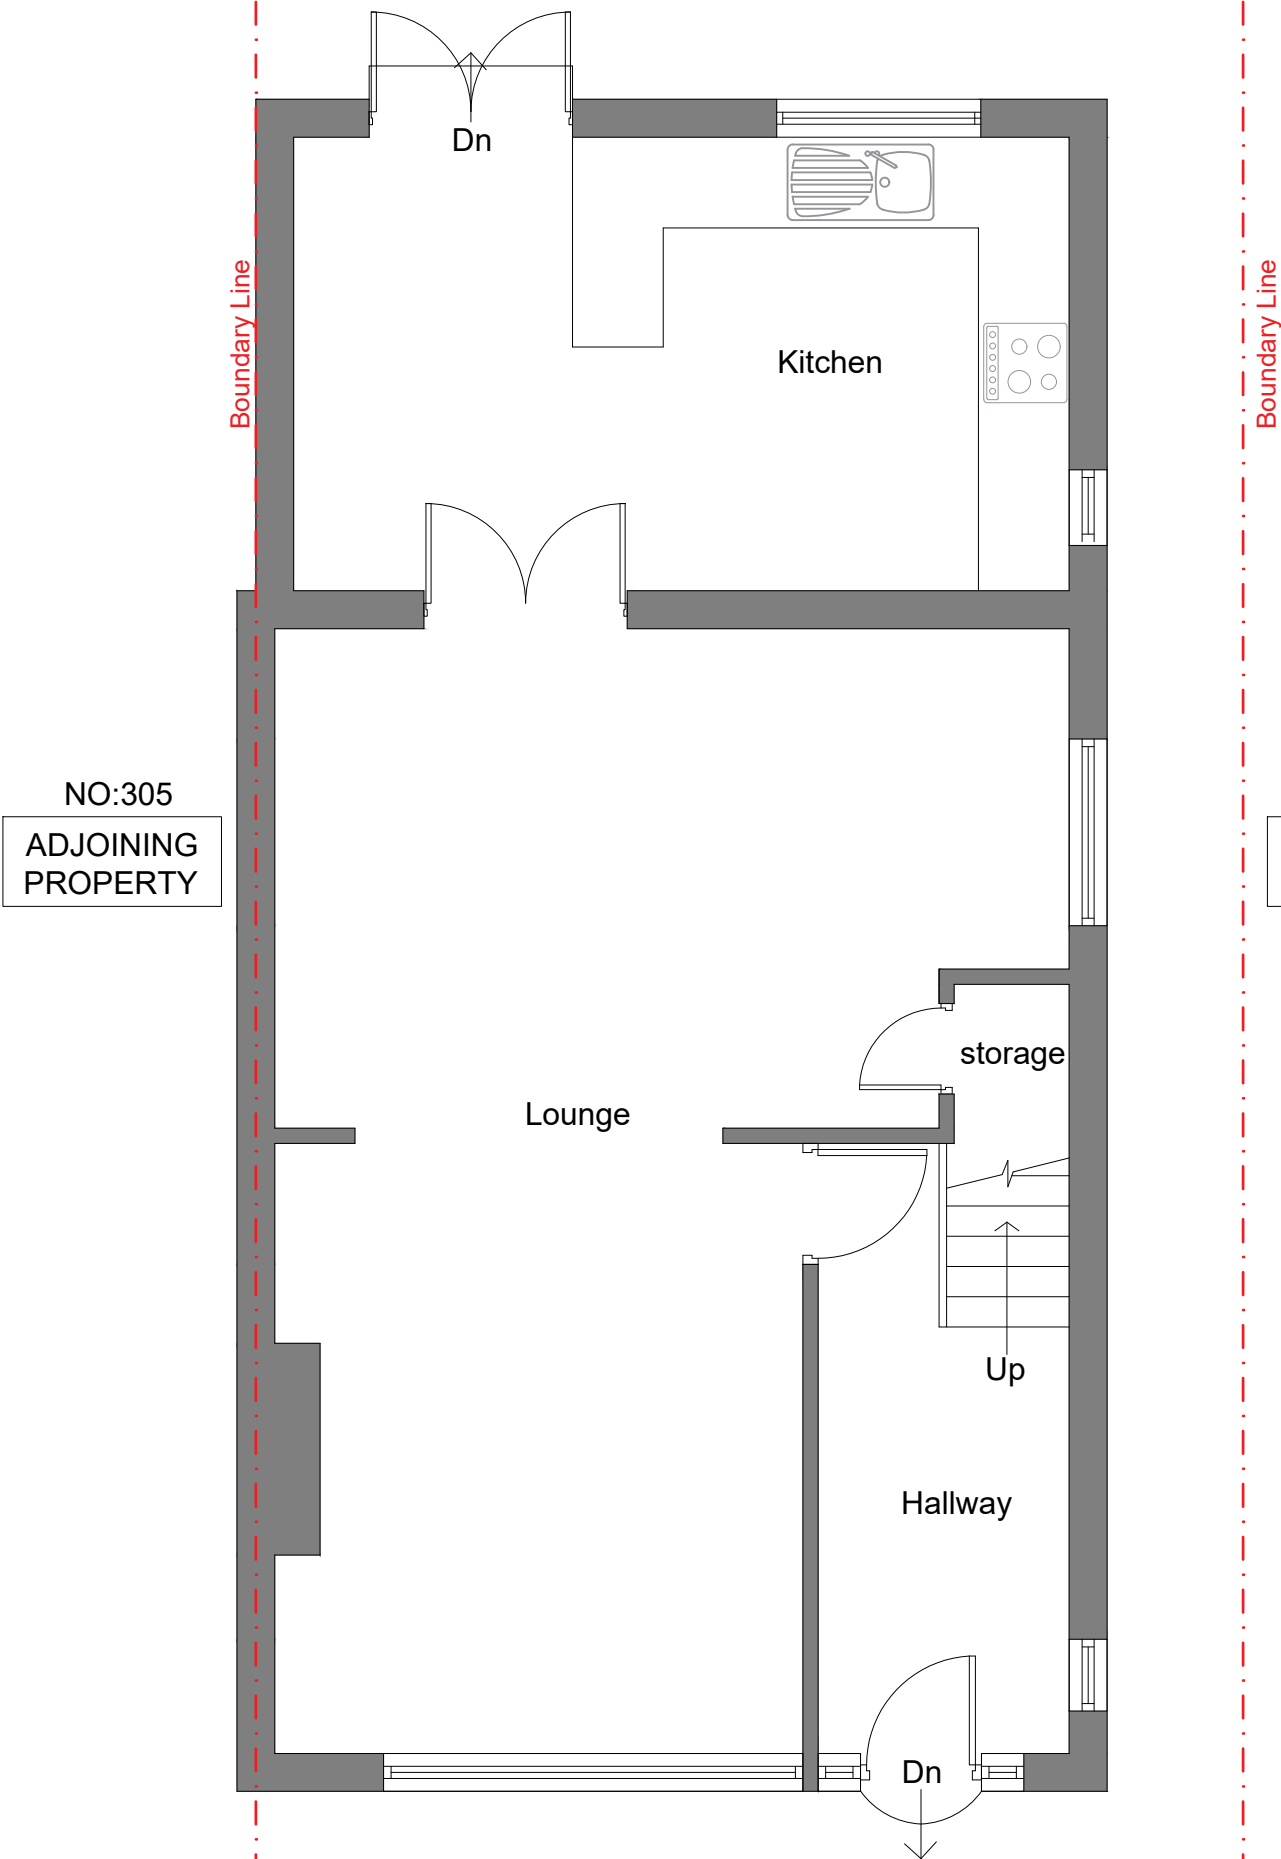 Dn
Boundary Line
Boundary Line
Kitchen
NO:305
ADJOINING
PROPERTY
storage
Lounge
Up
Hallway
Dn